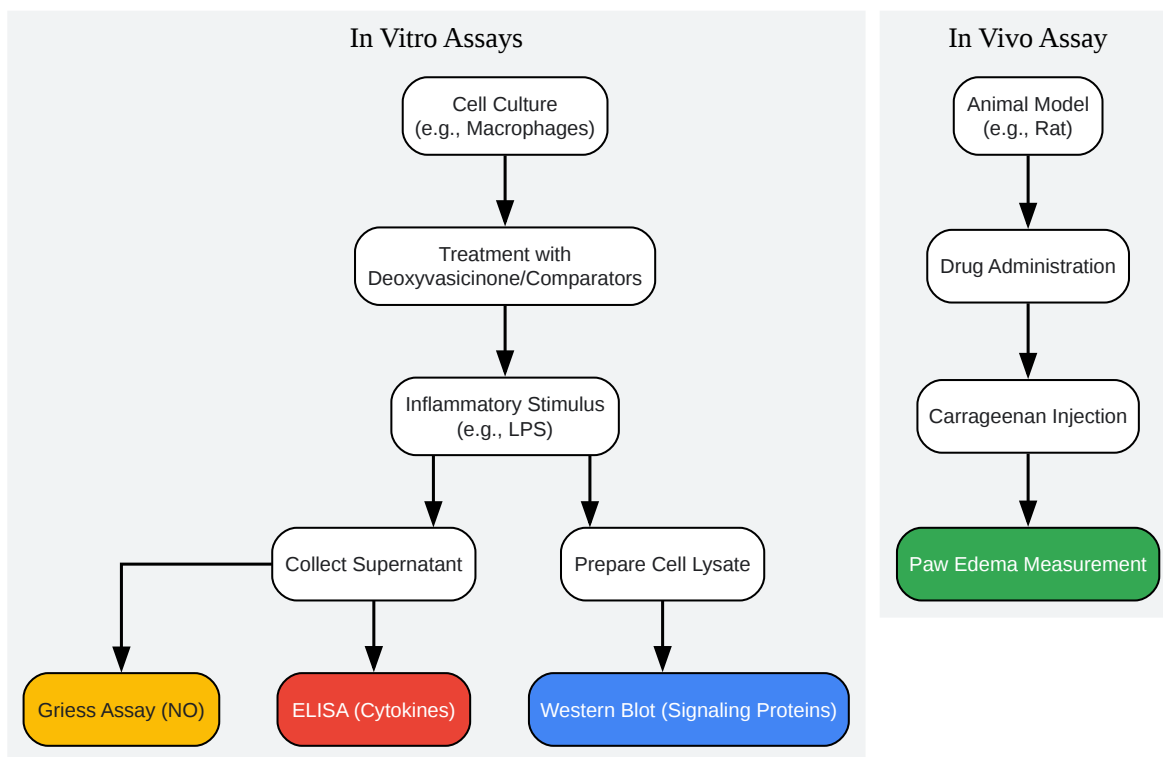 In Vitro Assays
Cell Culture
(e.g., Macrophages)
Treatment with
Deoxyvasicinone/Comparators
Inflammatory Stimulus
(e.g., LPS)
Collect Supernatant
Prepare Cell Lysate
Griess Assay (NO)
ELISA (Cytokines)
Western Blot (Signaling Proteins)
In Vivo Assay
Animal Model
(e.g., Rat)
Drug Administration
Carrageenan Injection
Paw Edema Measurement